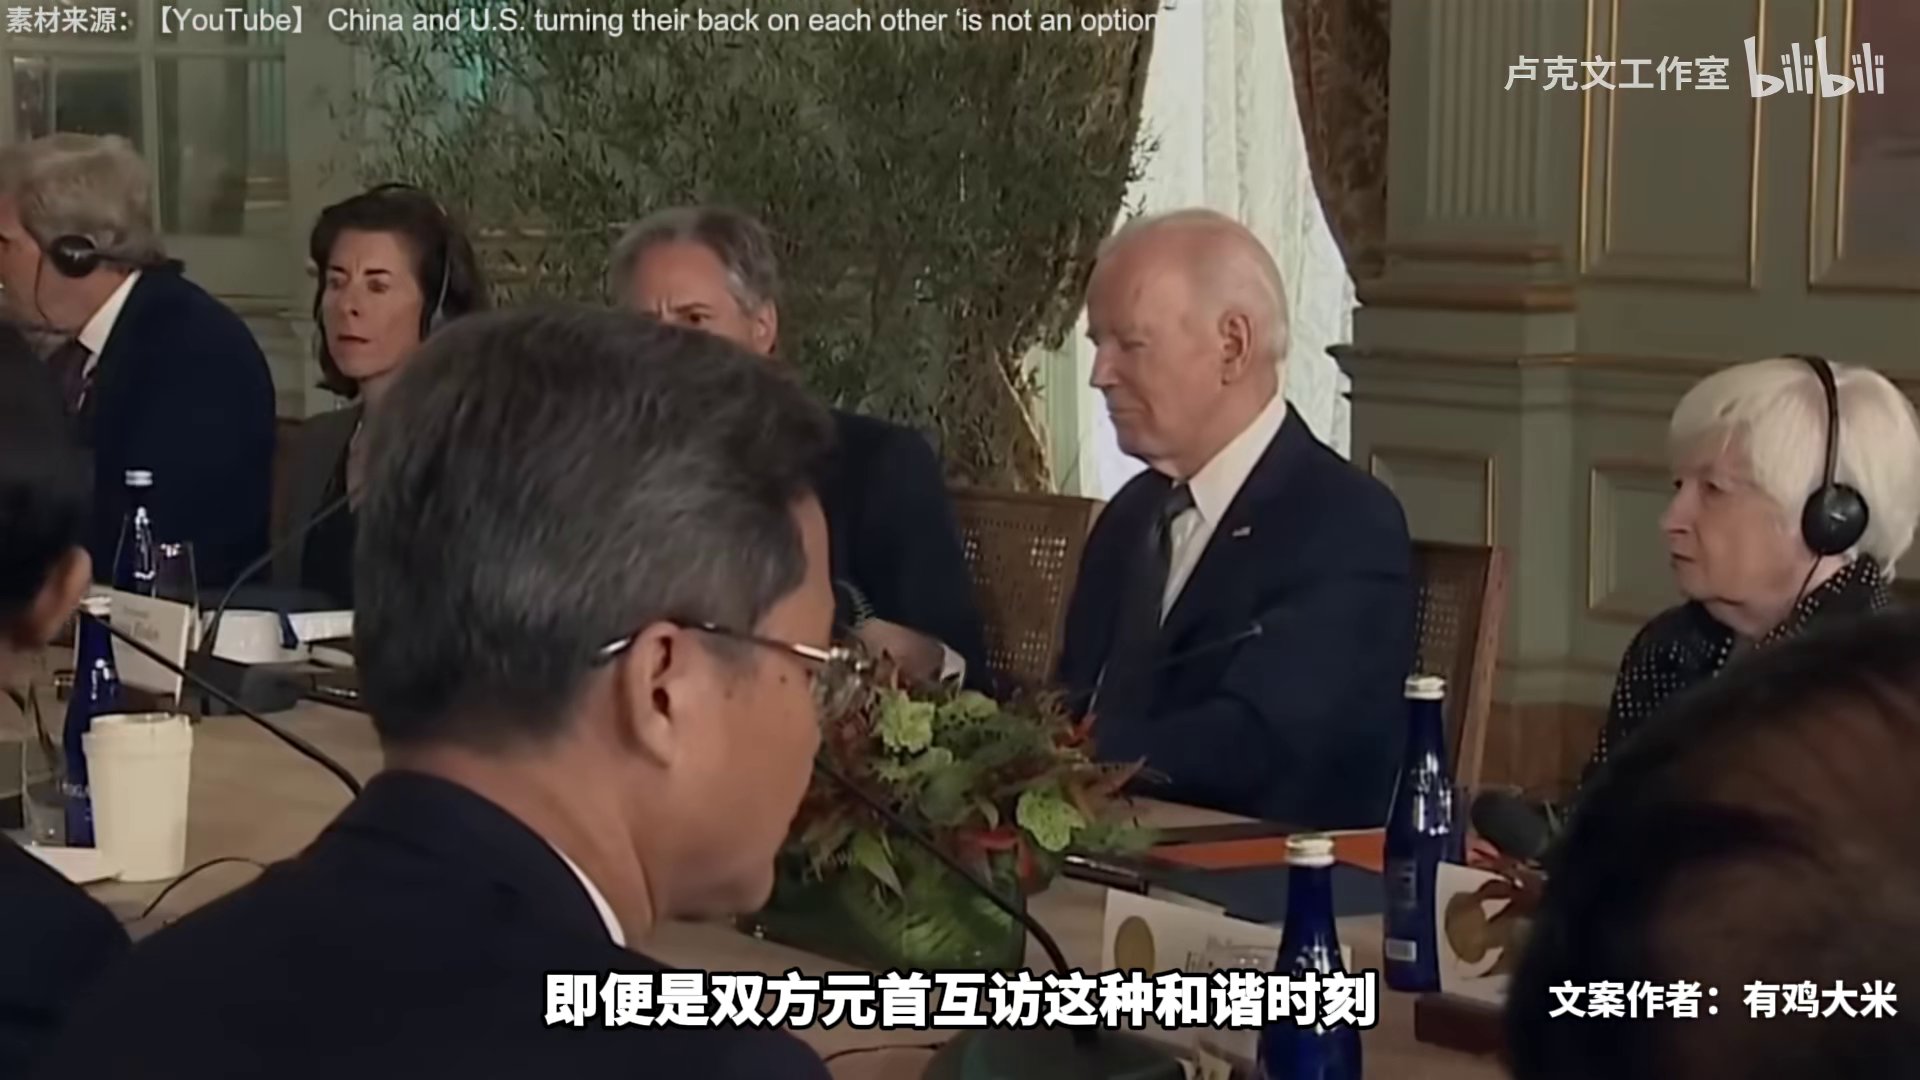 素材来源：【YouTube】 China and U.S. turning their back on each other ‘is not an option
卢克文工作室 bilibili
即便是双方元首互访这种和谐时刻
文案作者：有鸡大米